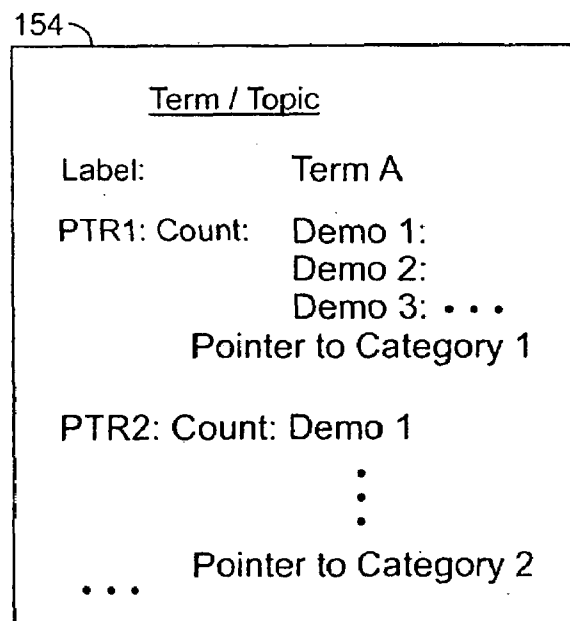 154
Term / Topic
Label: Term A
PTR1: Count: Demo 1:
Demo 2:
Demo 3: • • •
Pointer to Category 1
PTR2: Count: Demo 1
•
•
•
Pointer to Category 2
• • •